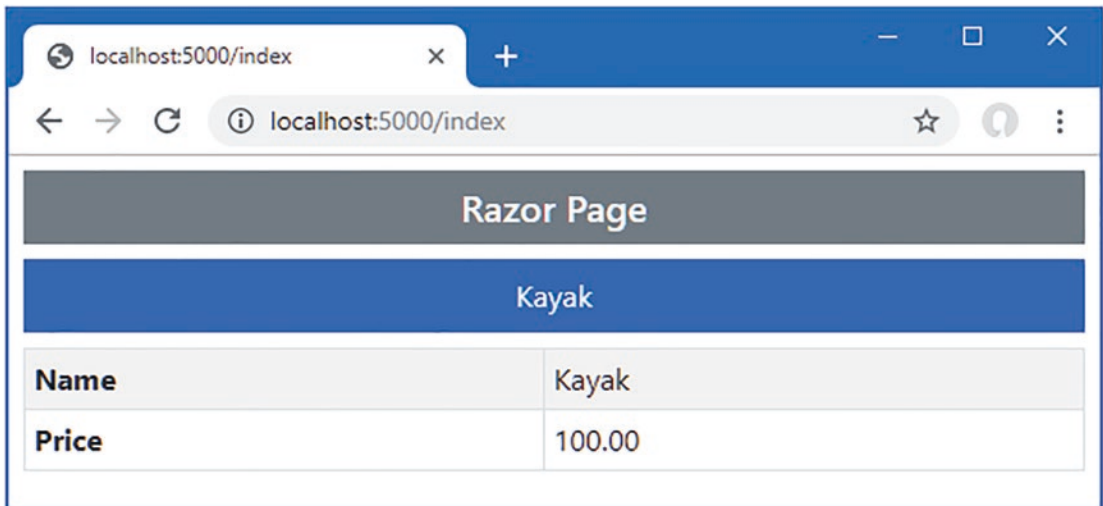 localhost:5000/index
localhost:5000/index
Razor Page
Kayak
Name Kayak
Price 100.00